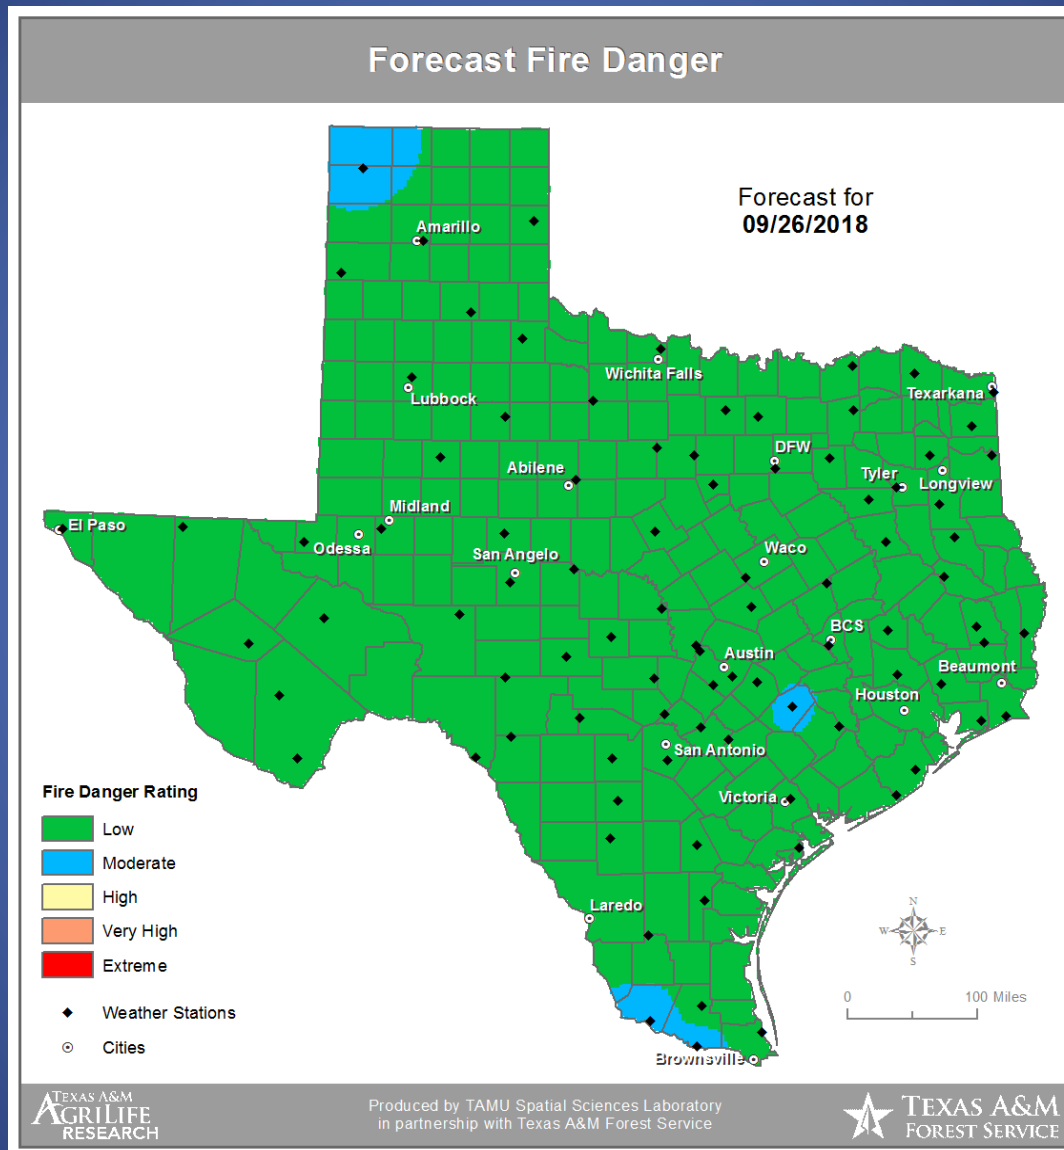 Forecast Fire Danger
Forecast for
09/26/2018
Amarillo
Wichita Falls
Texarkana
Lubbock
DFW
Abilene
Tyler
Longview
Midland
El Paso
Odessa
San Angelo
Waco
BCS
Austin
Beaumont
Houston
San Antonio
Victoria
Fire Danger Rating
Low
Moderate
High
Very High
Extreme
Weather Stations
Cities
Laredo
N
W
E
S
0
100 Miles
Brownsville
TEXAS A&M
AGRILIFE
RESEARCH
Produced by TAMU Spatial Sciences Laboratory
in partnership with Texas A&M Forest Service
TEXAS A&M
FOREST SERVICE